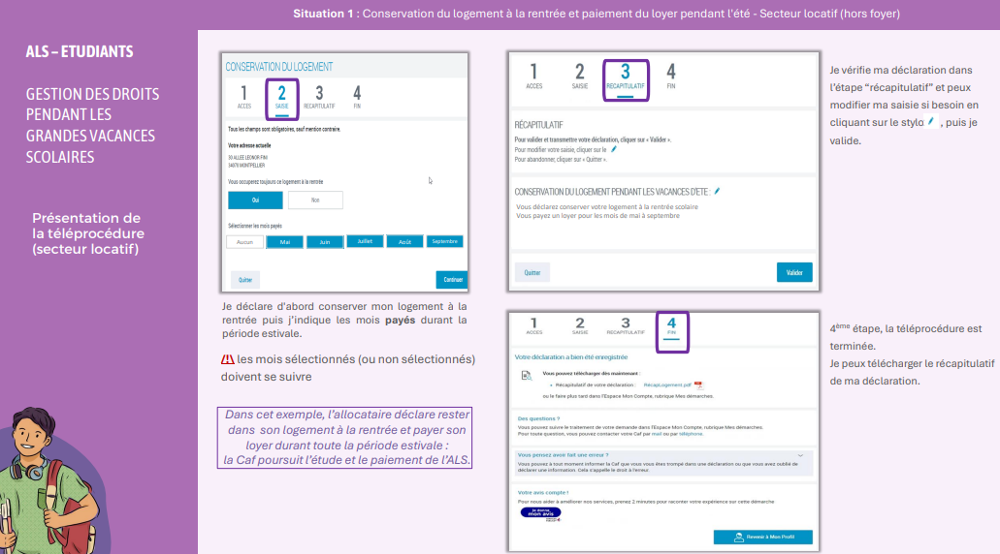 Situation 1 : Conservation du logement à la rentrée et paiement du loyer pendant l'été - Secteur locatif (hors foyer)
ALS – ETUDIANTS
GESTION DES DROITS
PENDANT LES
GRANDES VACANCES
SCOLAIRES
Présentation de
la téléprocédure
(secteur locatif)
CONSERVATION DU LOGEMENT
1 2 3 4
ACCES SAISIE RECAPITULATIF FIN
Tous les champs sont obligatoires, sauf mention contraire.
Votre adresse actuelle
30 ALLEE LEONOR FINI
34070 MONTPELLIER
Vous occuperez toujours ce logement à la rentrée
Oui Non
Sélectionner les mois payés
Aucun Mai Juin Juillet Août Septembre
Quitter Continuer
Je déclare d'abord conserver mon logement à la
rentrée puis j'indique les mois payés durant la
période estivale.
/!\ les mois sélectionnés (ou non sélectionnés)
doivent se suivre
Dans cet exemple, l'allocataire déclare rester
dans son logement à la rentrée et payer son
loyer durant toute la période estivale :
la Caf poursuit l'étude et le paiement de l'ALS.
1 2 3 4
ACCES SAISIE RECAPITULATIF FIN
RÉCAPITULATIF
Pour valider et transmettre votre déclaration, cliquer sur « Valider ».
Pour modifier votre saisie, cliquer sur le
Pour abandonner, cliquer sur « Quitter ».
CONSERVATION DU LOGEMENT PENDANT LES VACANCES D'ETE :
Vous déclarez conserver votre logement à la rentrée scolaire
Vous payez un loyer pour les mois de mai à septembre
Quitter Valider
Je vérifie ma déclaration dans
l'étape "récapitulatif" et peux
modifier ma saisie si besoin en
cliquant sur le stylo , puis je
valide.
1 2 3 4
ACCES SAISIE RECAPITULATIF FIN
Votre déclaration a bien été enregistrée
Vous pouvez télécharger dès maintenant :
• Récapitulatif de votre déclaration : RécapLogement.pdf
ou le faire plus tard dans l'Espace Mon Compte, rubrique Mes démarches.
Des questions ?
Vous pouvez suivre le traitement de votre demande dans l'Espace Mon Compte, rubrique Mes démarches.
Pour toute question, vous pouvez contacter votre Caf par mail ou par téléphone.
Vous pensez avoir fait une erreur ?
Vous pouvez à tout moment informer la Caf que vous vous êtes trompé dans une déclaration ou que vous avez oublié de
déclarer une information. Cela s'appelle le droit à l'erreur.
Votre avis compte !
Pour nous aider à améliorer nos services, prenez 2 minutes pour raconter votre expérience sur cette démarche
Je donne
mon avis
Revenir à Mon Profil
4ème étape, la téléprocédure est
terminée.
Je peux télécharger le récapitulatif
de ma déclaration.